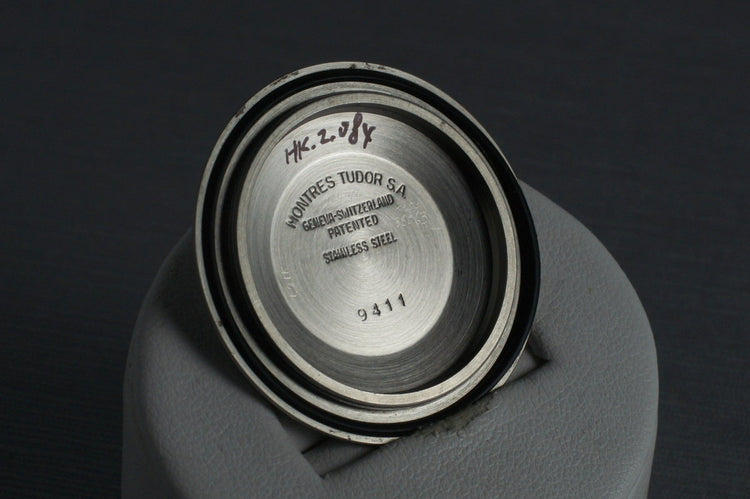 HK.2.084
MONTRES TUDOR S.A
GENEVA-SWITZERLAND
PATENTED
STAINLESS STEEL
9411